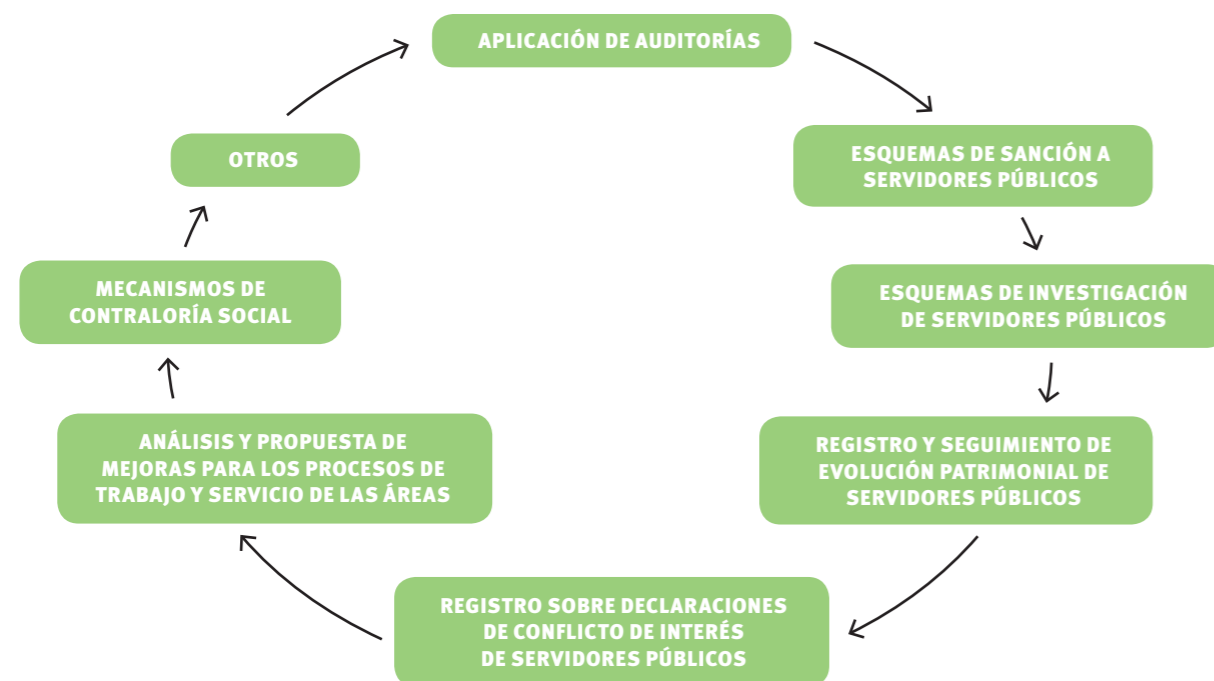 APLICACIÓN DE AUDITORÍAS
ESQUEMAS DE SANCIÓN A
SERVIDORES PÚBLICOS
ESQUEMAS DE INVESTIGACIÓN
DE SERVIDORES PÚBLICOS
REGISTRO Y SEGUIMIENTO DE
EVOLUCIÓN PATRIMONIAL DE
SERVIDORES PÚBLICOS
REGISTRO SOBRE DECLARACIONES
DE CONFLICTO DE INTERÉS
DE SERVIDORES PÚBLICOS
ANÁLISIS Y PROPUESTA DE
MEJORAS PARA LOS PROCESOS DE
TRABAJO Y SERVICIO DE LAS ÁREAS
MECANISMOS DE
CONTRALORÍA SOCIAL
OTROS